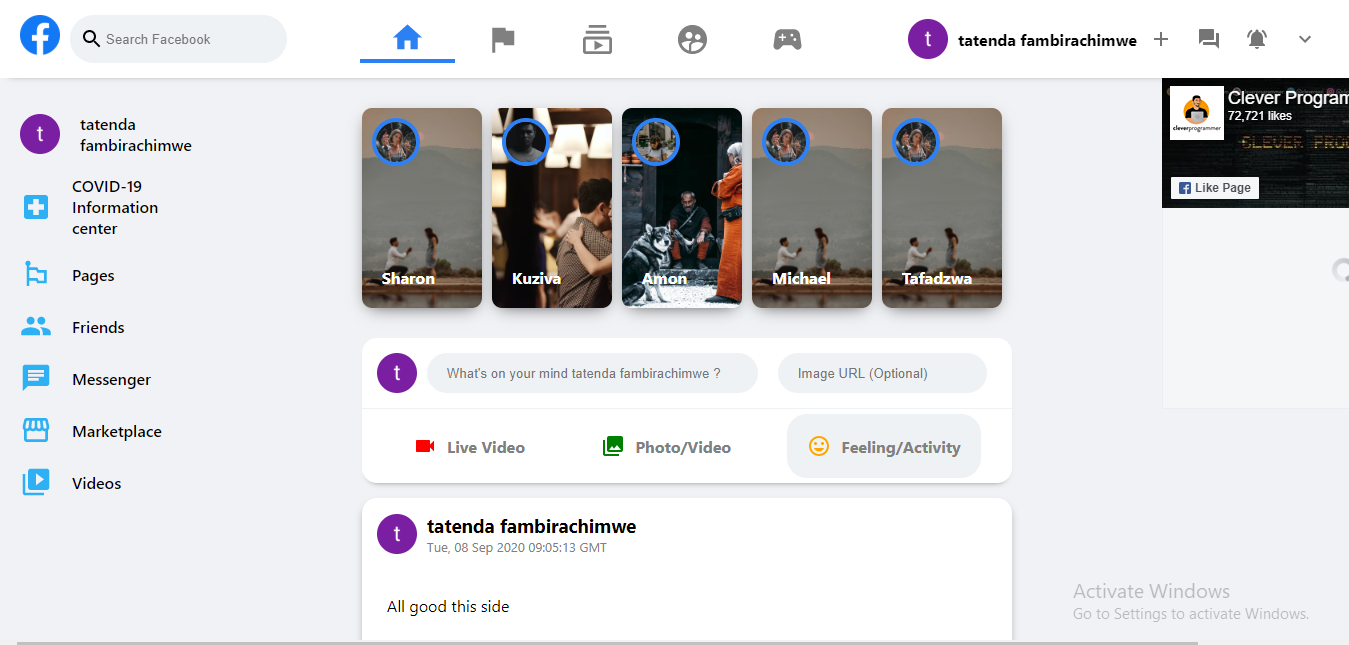 Search Facebook
t
tatenda fambirachimwe
t
tatenda
fambirachimwe
COVID-19
Information
center
Pages
Friends
Messenger
Marketplace
Videos
Sharon
Kuziva
Amon
Michael
Tafadzwa
t
What's on your mind tatenda fambirachimwe ?
Image URL (Optional)
Live Video
Photo/Video
Feeling/Activity
t
tatenda fambirachimwe
Tue, 08 Sep 2020 09:05:13 GMT
All good this side
Clever Program
72,721 likes
cleverprogrammer
CLEVER PROG
Like Page
Activate Windows
Go to Settings to activate Windows.